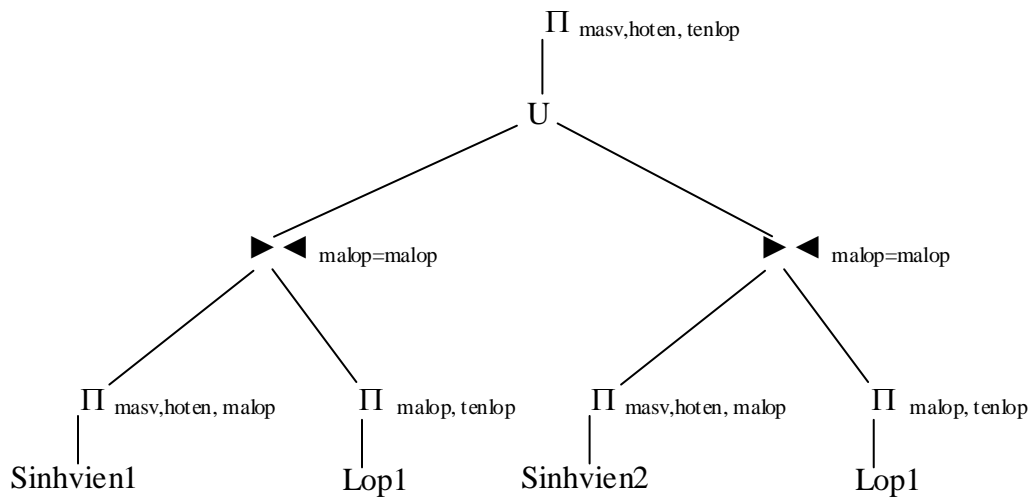 Π masv,hoten, tenlop
U
►◄ malop=malop ►◄ malop=malop
Π masv,hoten, malop Π malop, tenlop Π masv,hoten, malop Π malop, tenlop
Sinhvien1 Lop1 Sinhvien2 Lop1